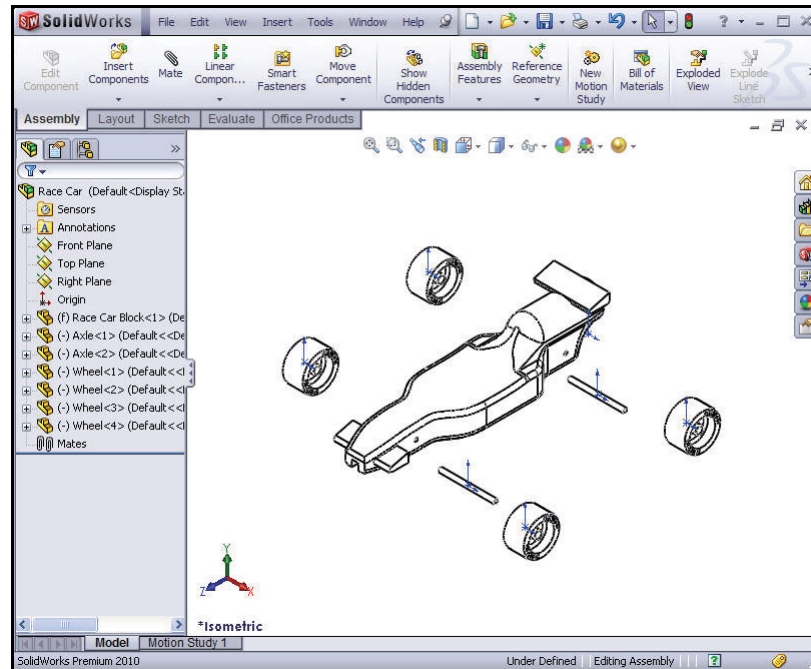 SW SolidWorks File Edit View Insert Tools Window Help ?
Edit Component
Insert Components
Mate
Linear Compon...
Smart Fasteners
Move Component
Show Hidden Components
Assembly Features
Reference Geometry
New Motion Study
Bill of Materials
Exploded View
Explode Line Sketch
Assembly Layout Sketch Evaluate Office Products
Race Car (Default<Display St
Sensors
A Annotations
Front Plane
Top Plane
Right Plane
Origin
(f) Race Car Block<1> (De
(-) Axle<1> (Default<<De
(-) Axle<2> (Default<<De
(-) Wheel<1> (Default<<
(-) Wheel<2> (Default<<
(-) Wheel<3> (Default<<
(-) Wheel<4> (Default<<
Mates
Y
Z X
*Isometric
Model Motion Study 1
SolidWorks Premium 2010 Under Defined Editing Assembly ?